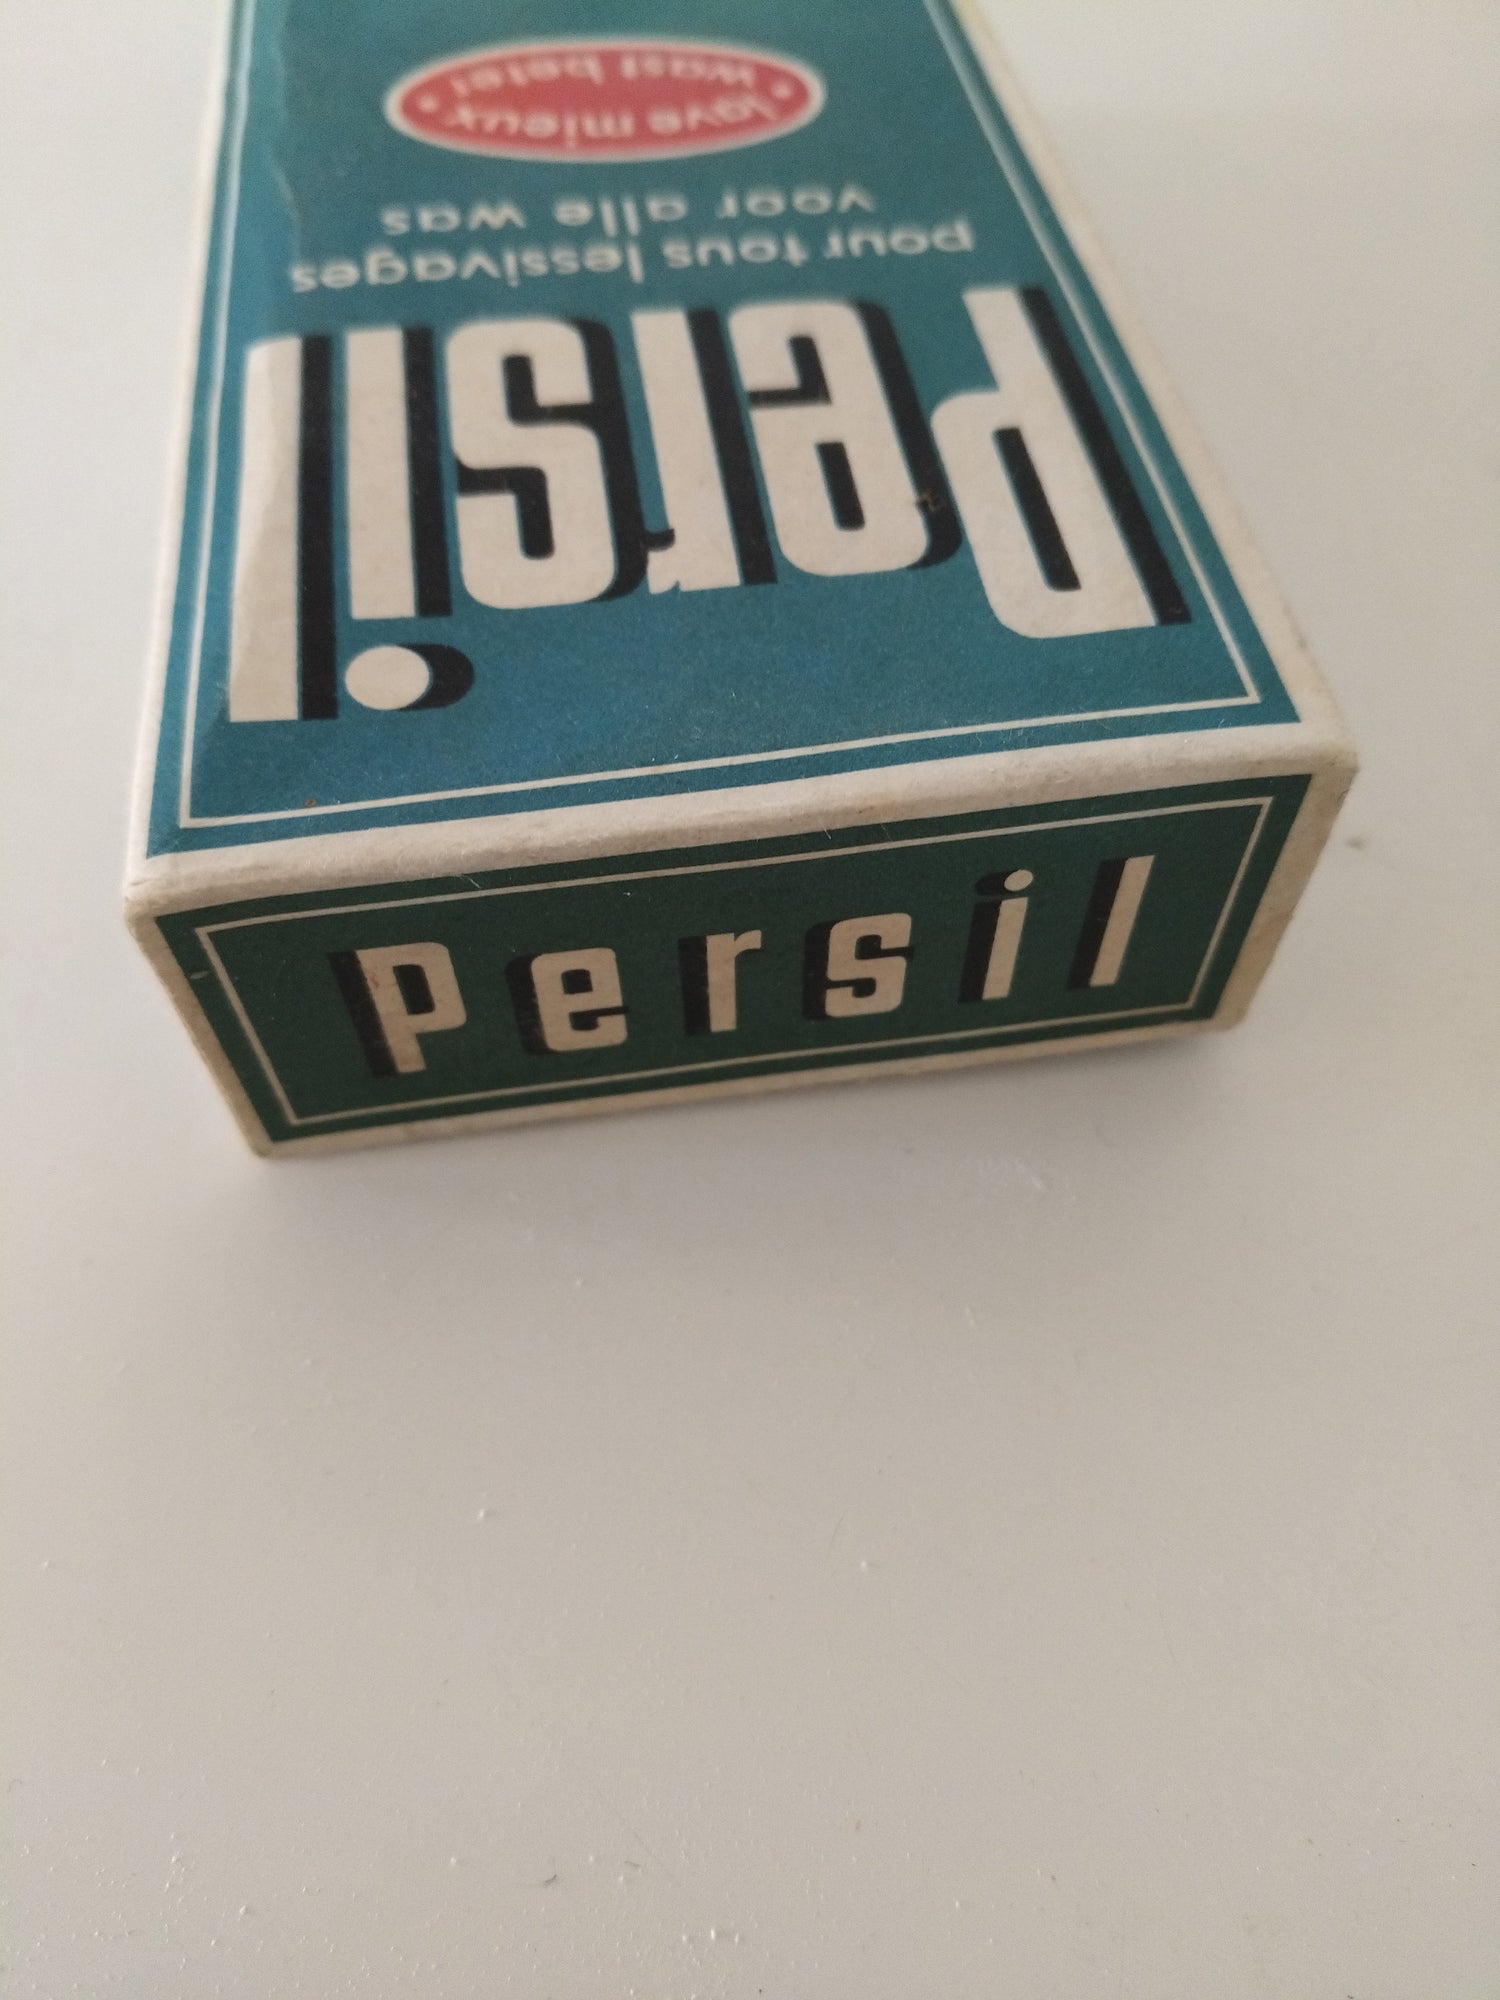 Persil
pour tous lessivages
voor alle was
lave mieux
wast beter
Persil